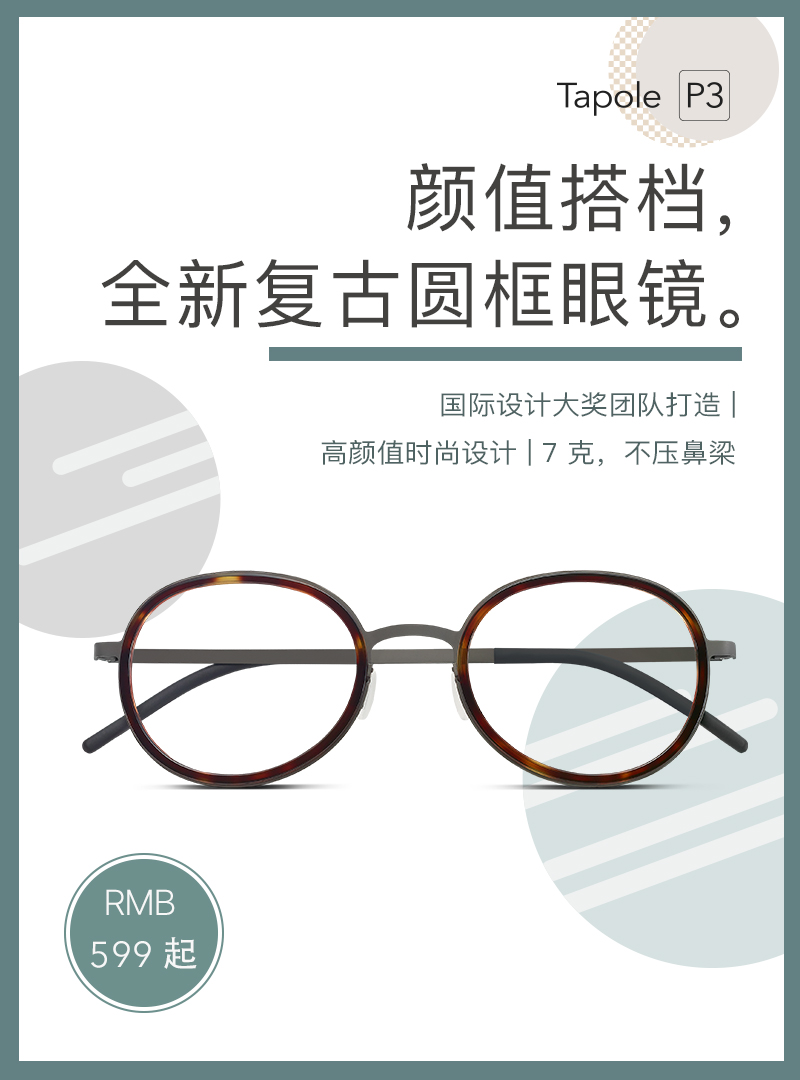 Tapole P3
颜值搭档,
全新复古圆框眼镜。
国际设计大奖团队打造 |
高颜值时尚设计 | 7 克，不压鼻梁
RMB
599 起